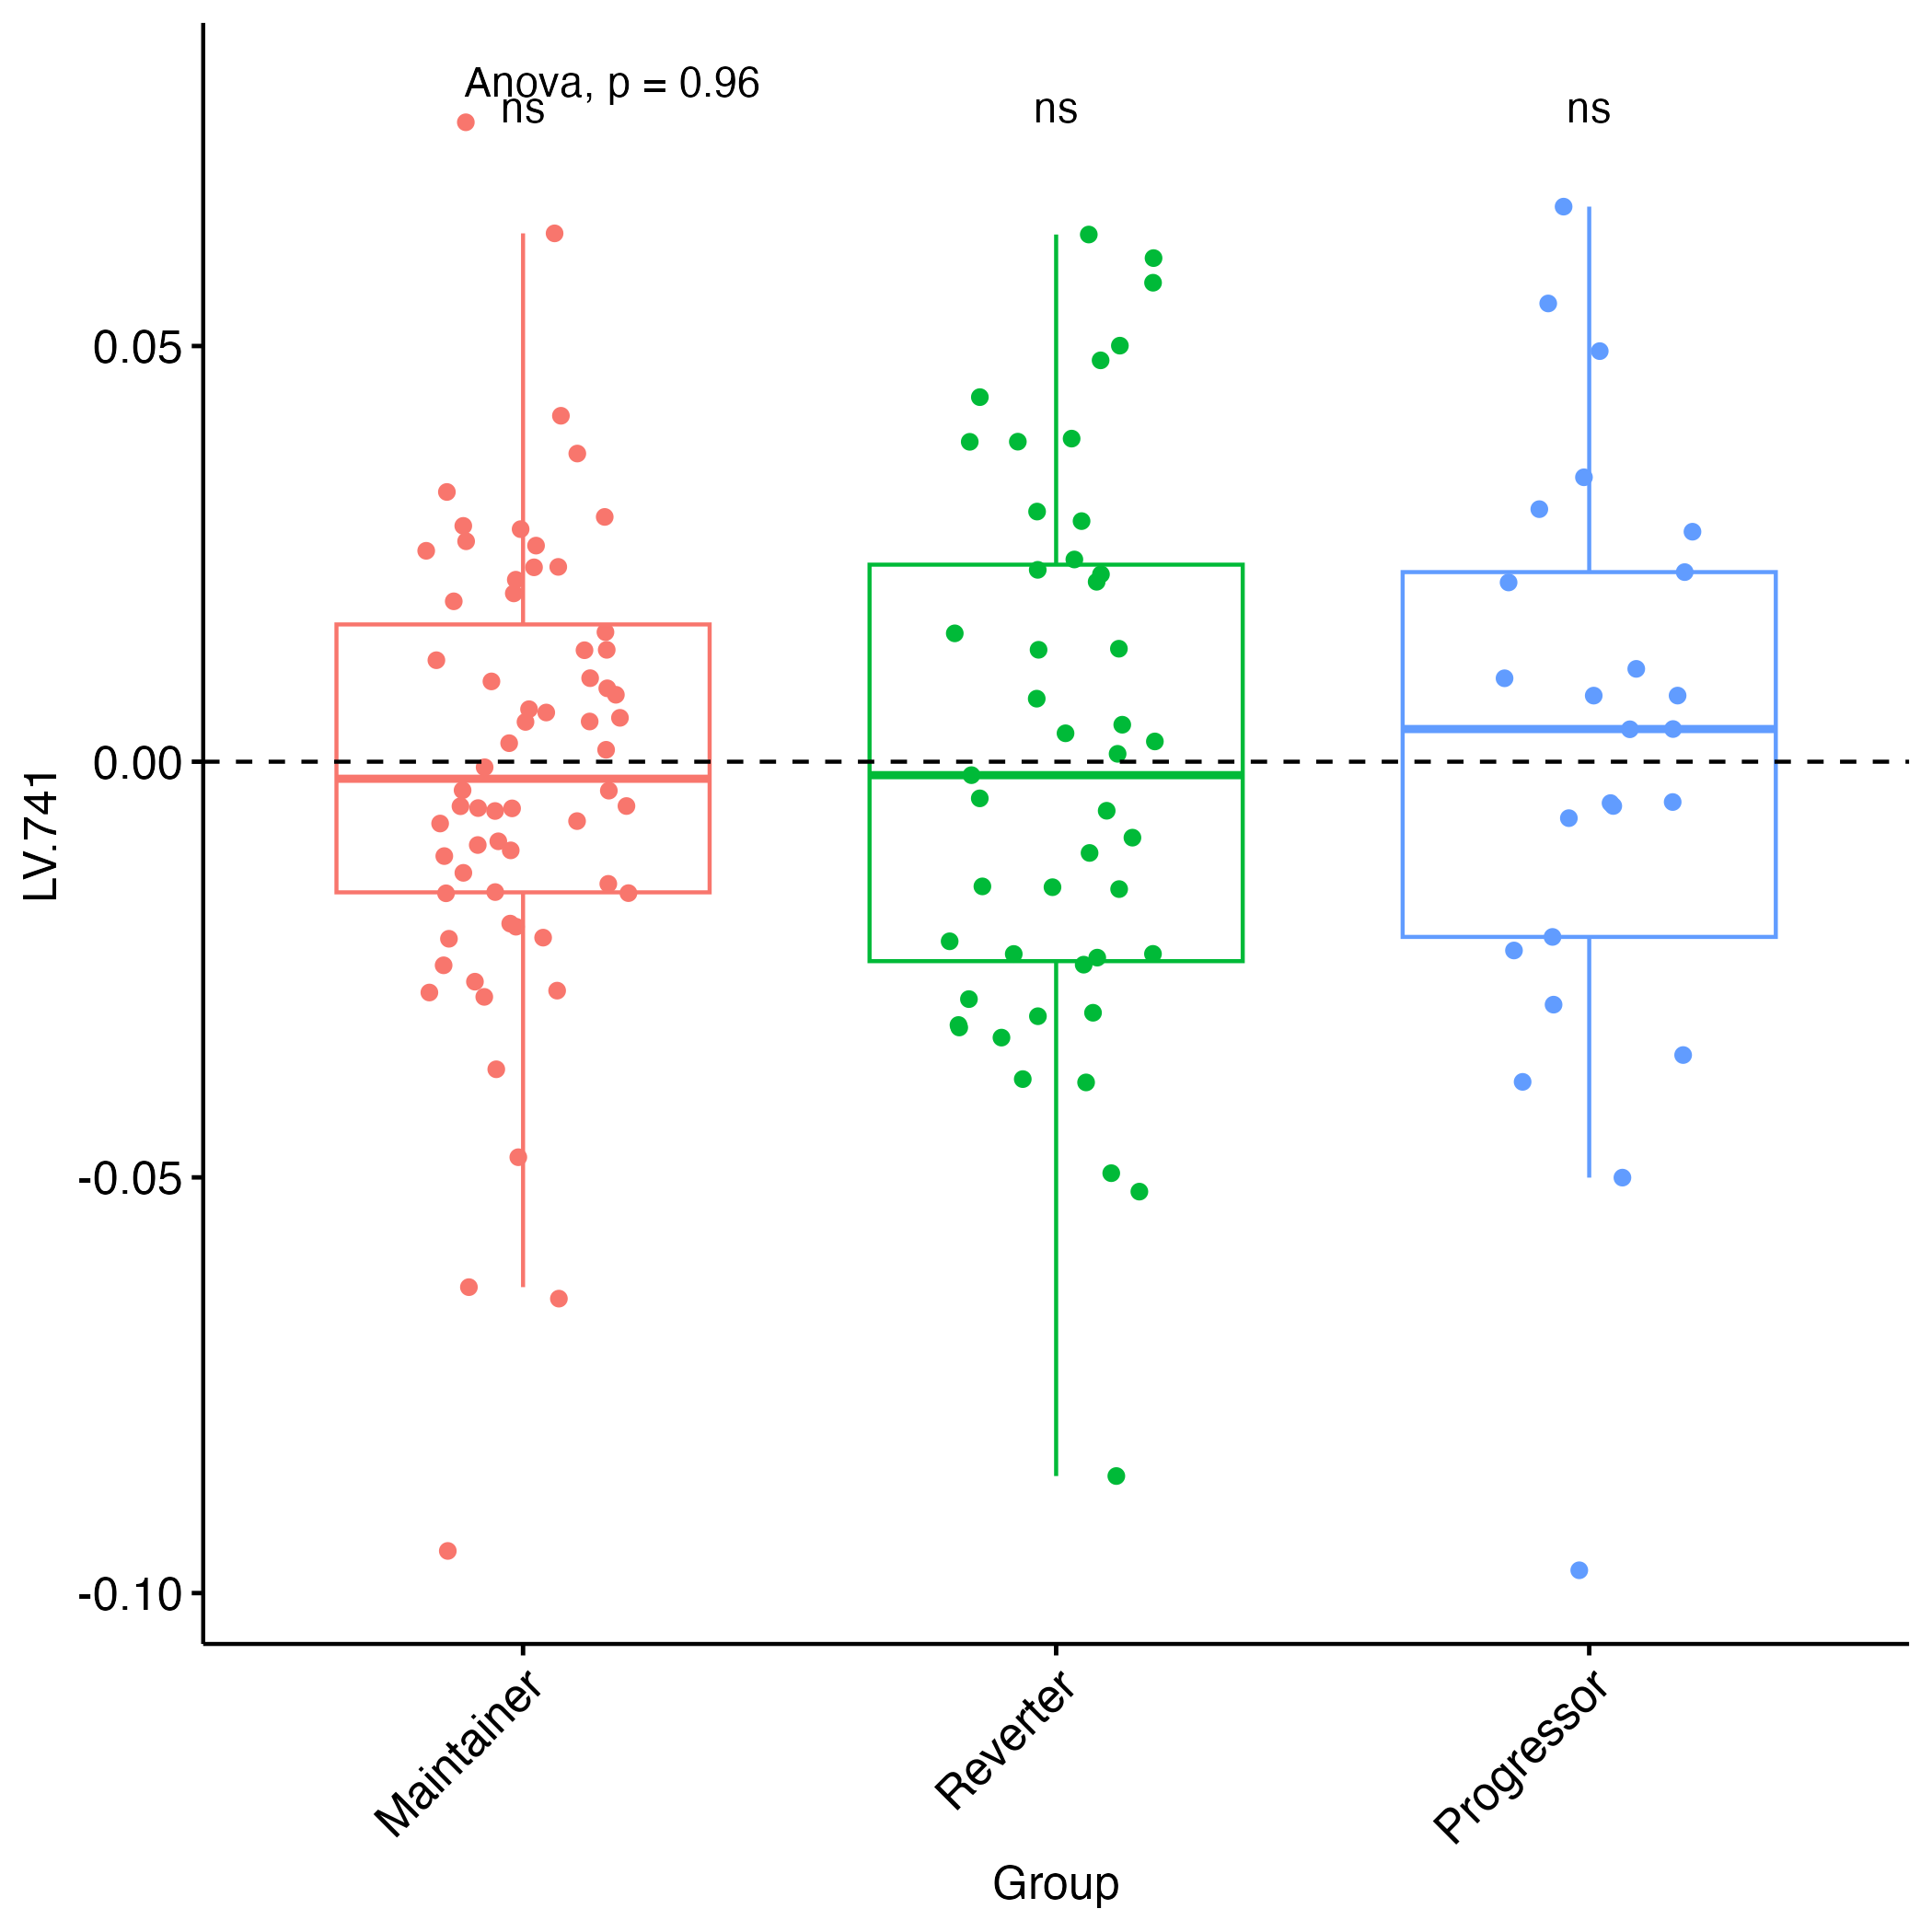 Anova, p = 0.96
ns
ns
ns
0.05
0.00
-0.05
-0.10
LV.741
Maintainer
Reverter
Progressor
Group